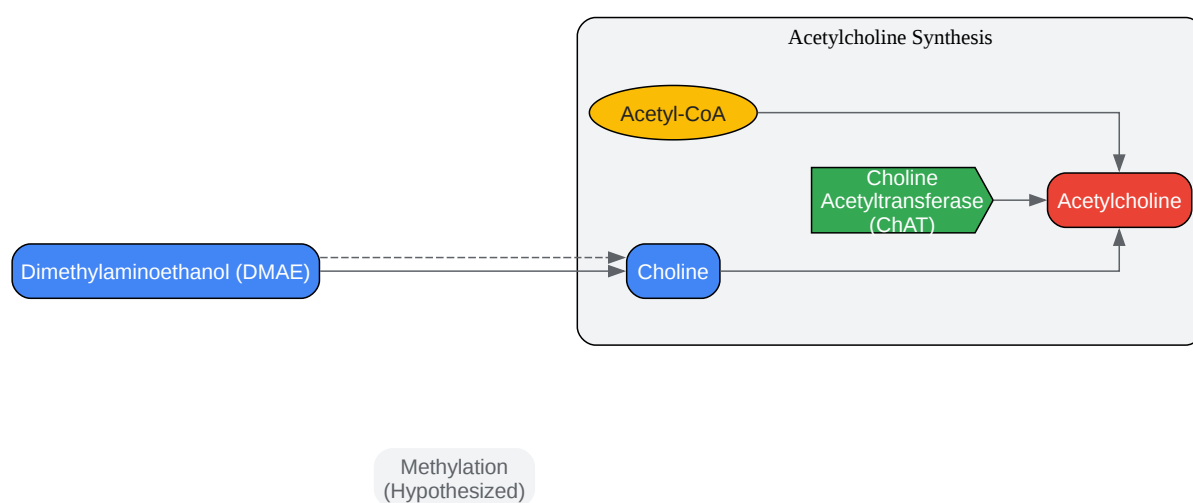 Acetylcholine Synthesis
Acetyl-CoA
Choline
Acetyltransferase
(ChAT)
Acetylcholine
Dimethylaminoethanol (DMAE)
Choline
Methylation
(Hypothesized)